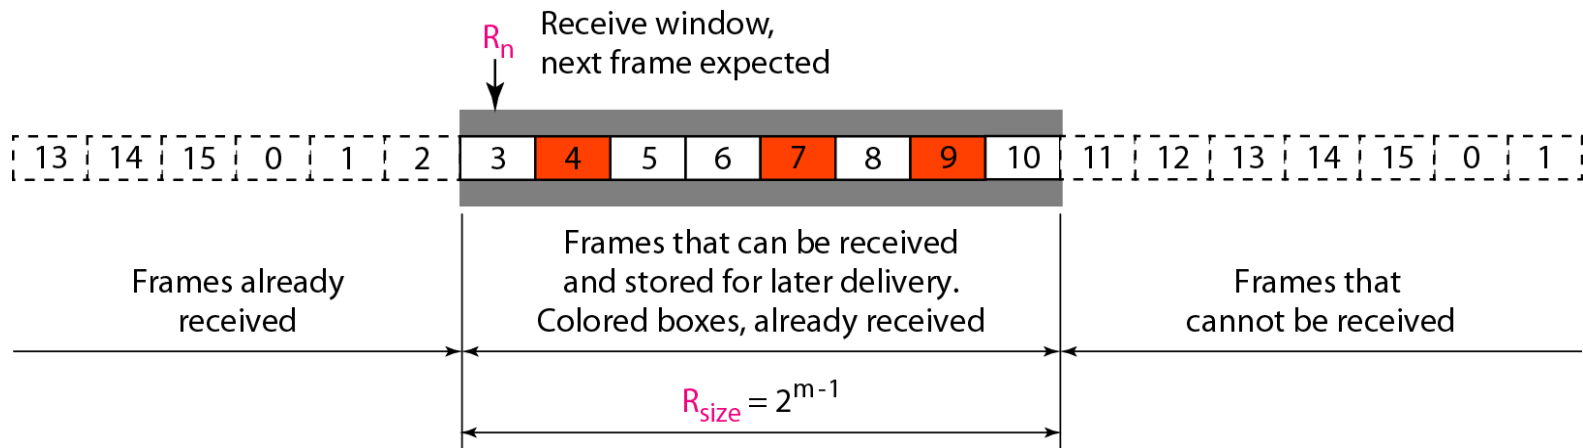 Rn
Receive window,
next frame expected
13 14 15 0 1 2 3 4 5 6 7 8 9 10 11 12 13 14 15 0 1
Frames already
received
Frames that can be received
and stored for later delivery.
Colored boxes, already received
Frames that
cannot be received
Rsize = 2^m-1